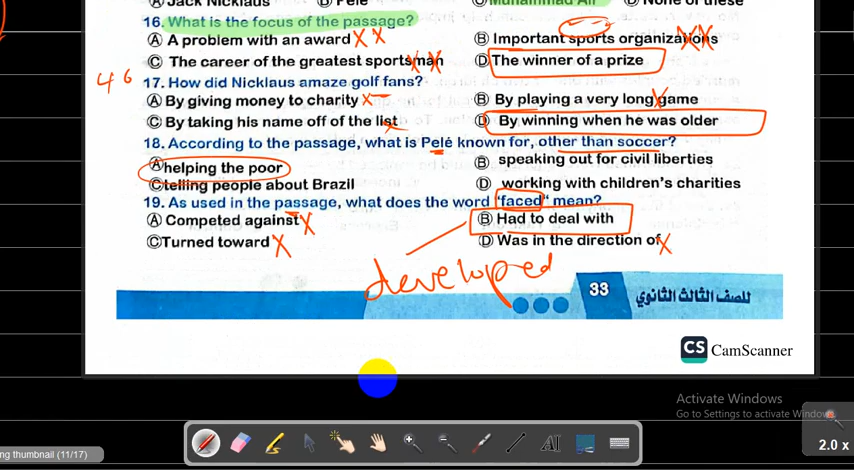 Ⓐ Jack Nicklaus Ⓑ Pelé Ⓒ Muhammad Ali Ⓓ None of these
16. What is the focus of the passage?
Ⓐ A problem with an award Ⓑ Important sports organizations
Ⓒ The career of the greatest sportsman Ⓓ The winner of a prize
46
17. How did Nicklaus amaze golf fans?
Ⓐ By giving money to charity Ⓑ By playing a very long game
Ⓒ By taking his name off of the list Ⓓ By winning when he was older
18. According to the passage, what is Pelé known for, other than soccer?
Ⓐ helping the poor Ⓑ speaking out for civil liberties
Ⓒ telling people about Brazil Ⓓ working with children's charities
19. As used in the passage, what does the word "faced" mean?
Ⓐ Competed against Ⓑ Had to deal with
Ⓒ Turned toward Ⓓ Was in the direction of
developed
33 للصف الثالث الثانوي
CS CamScanner
Activate Windows
Go to Settings to activate Windows.
ng thumbnail (11/17)
AI
2.0 x